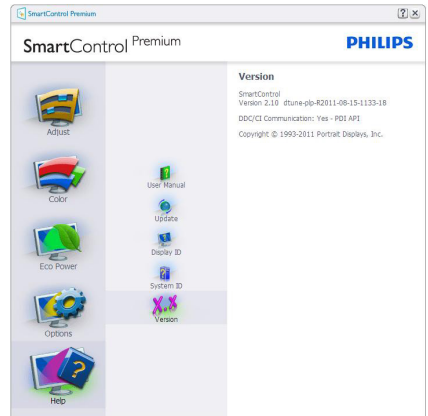 SmartControl Premium
SmartControl Premium
PHILIPS
Adjust
Color
Eco Power
Options
Help
User Manual
Update
Display ID
System ID
X.X
Version
Version
SmartControl
Version 2.10 dtune-plp-R2011-08-15-1133-18
DDC/CI Communication: Yes - PDI API
Copyright © 1993-2011 Portrait Displays, Inc.